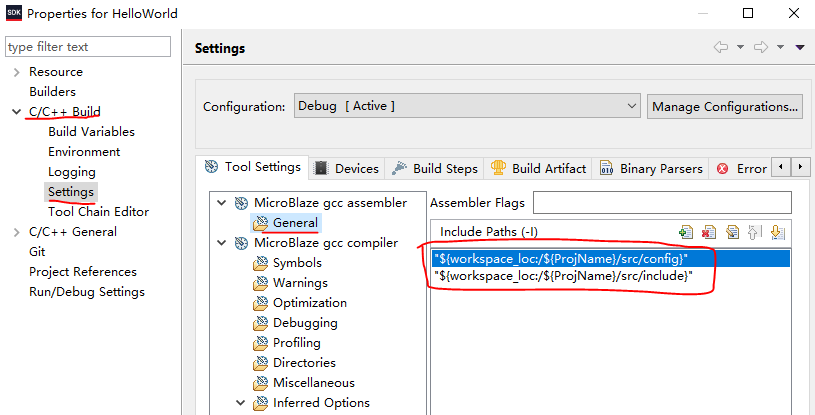 SDK Properties for HelloWorld
type filter text
Resource
Builders
C/C++ Build
Build Variables
Environment
Logging
Settings
Tool Chain Editor
C/C++ General
Git
Project References
Run/Debug Settings
Settings
Configuration: Debug [ Active ] Manage Configurations...
Tool Settings Devices Build Steps Build Artifact Binary Parsers Error
MicroBlaze gcc assembler
General
MicroBlaze gcc compiler
Symbols
Warnings
Optimization
Debugging
Profiling
Directories
Miscellaneous
Inferred Options
Assembler Flags
Include Paths (-I)
"${workspace_loc:/${ProjName}/src/config}"
"${workspace_loc:/${ProjName}/src/include}"